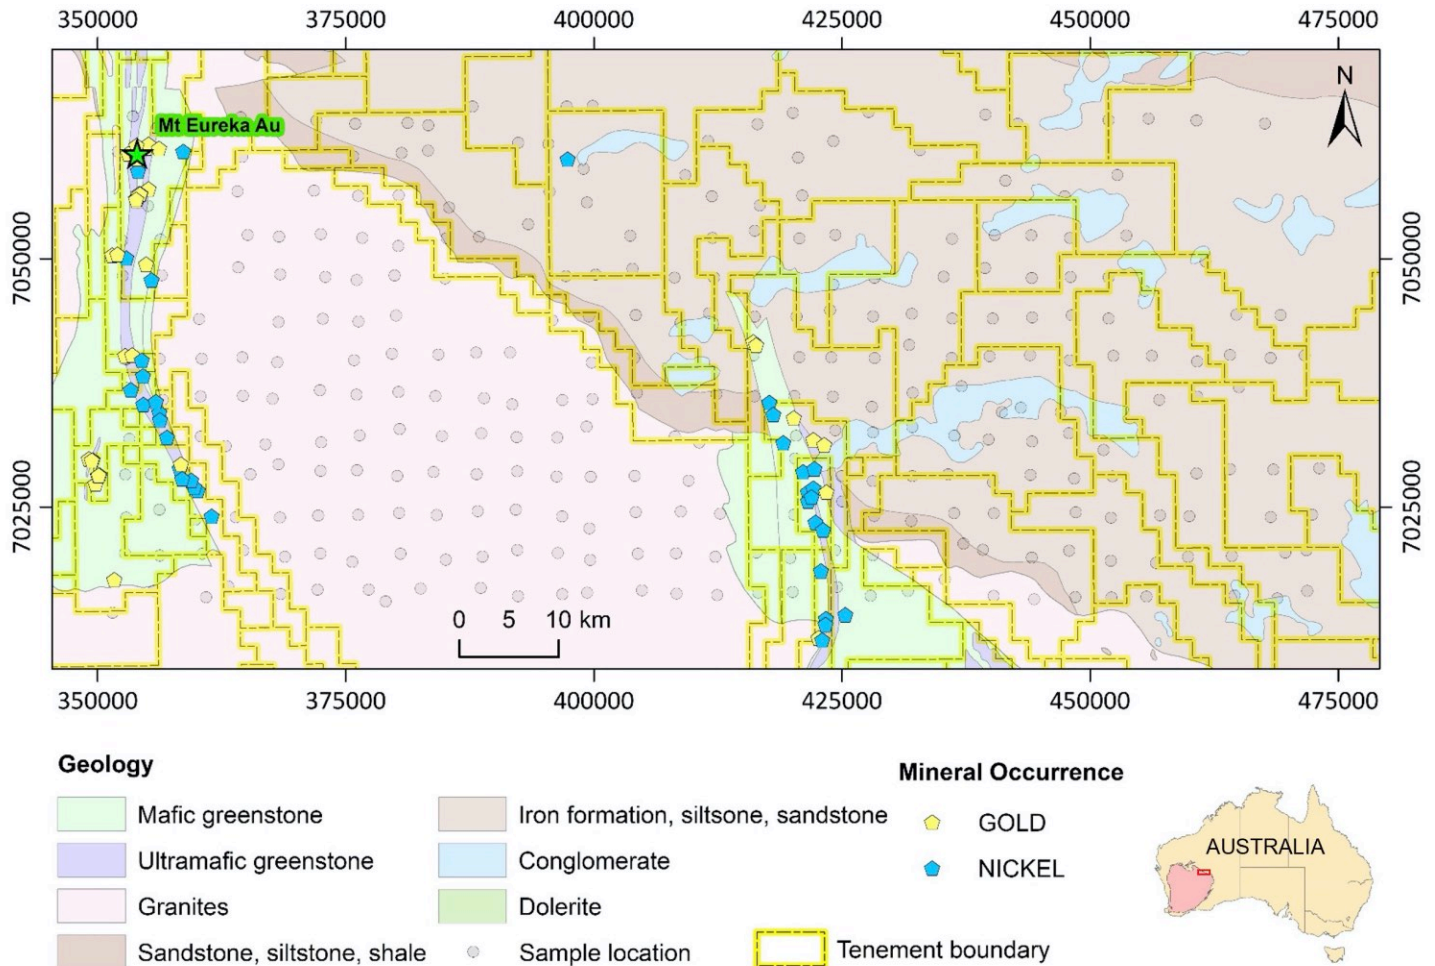 350000 375000 400000 425000 450000 475000
N
Mt Eureka Au
7050000 7050000
7025000 7025000
0 5 10 km
350000 375000 400000 425000 450000 475000
Geology
Mafic greenstone
Ultramafic greenstone
Granites
Sandstone, siltstone, shale
Iron formation, siltsone, sandstone
Conglomerate
Dolerite
Sample location
Mineral Occurrence
GOLD
NICKEL
Tenement boundary
AUSTRALIA